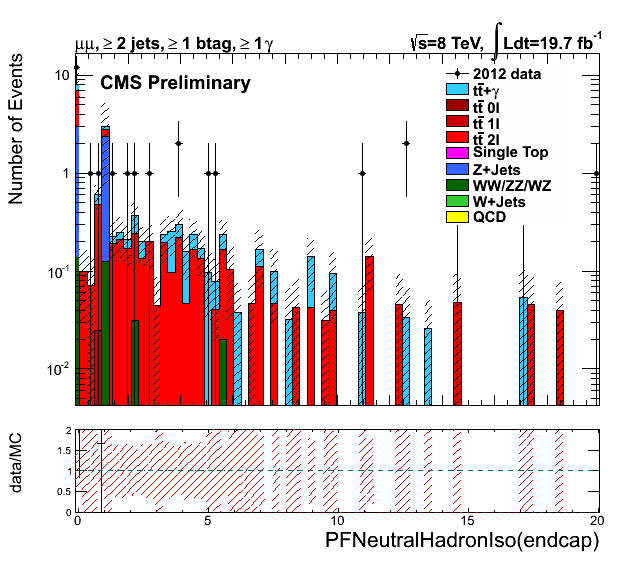 μμ, ≥ 2 jets, ≥ 1 btag, ≥ 1 γ
√s=8 TeV, ∫ Ldt=19.7 fb⁻¹
CMS Preliminary
2012 data
tt̄+γ
tt̄ 0l
tt̄ 1l
tt̄ 2l
Single Top
Z+Jets
WW/ZZ/WZ
W+Jets
QCD
Number of Events
10
1
10⁻¹
10⁻²
data/MC
2
1.5
1
0.5
0
0 5 10 15 20
PFNeutralHadronIso(endcap)